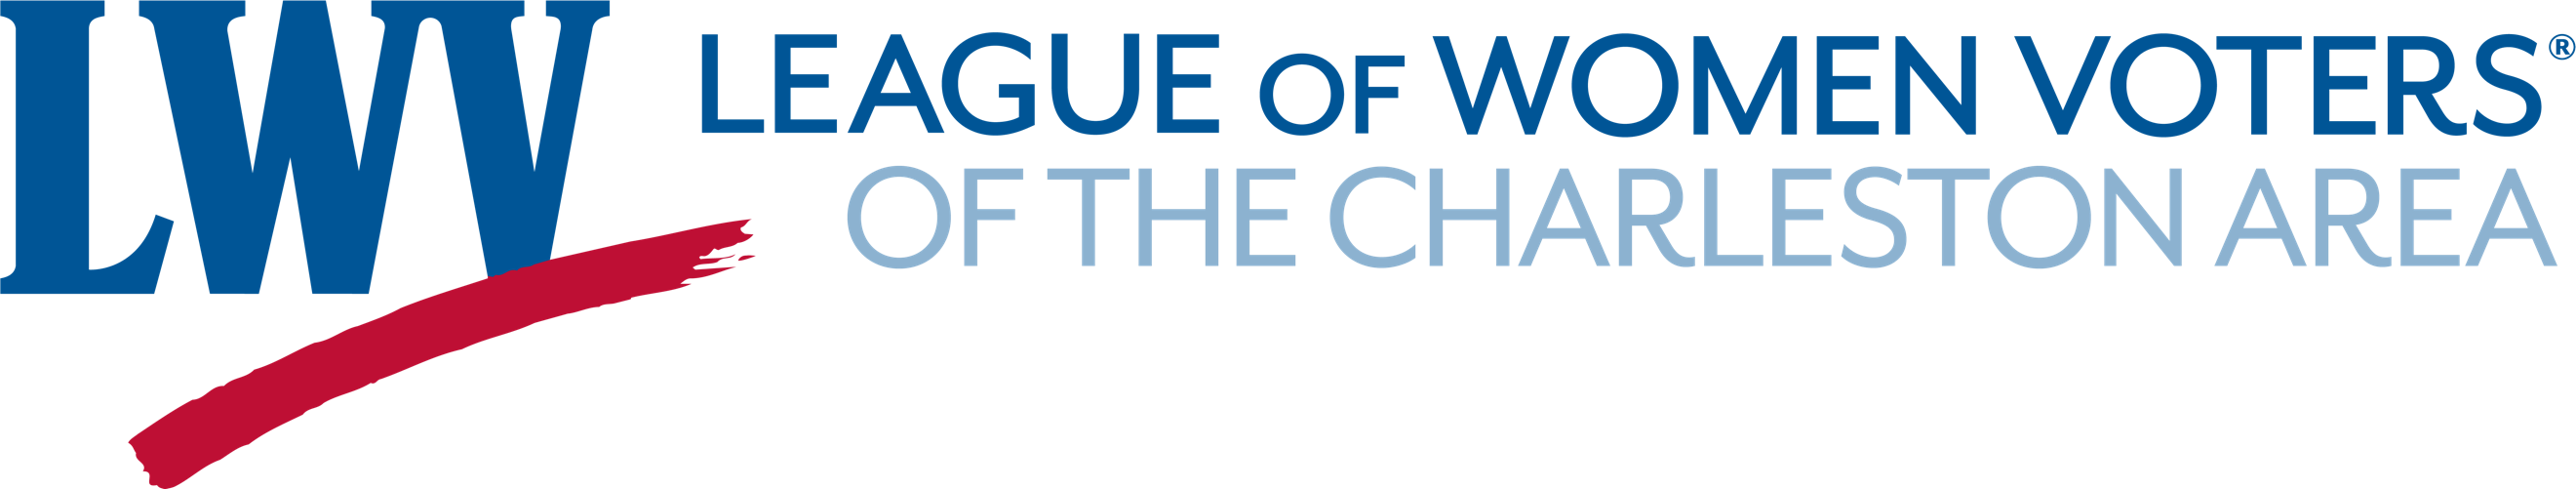 LWV
LEAGUE OF WOMEN VOTERS®
OF THE CHARLESTON AREA